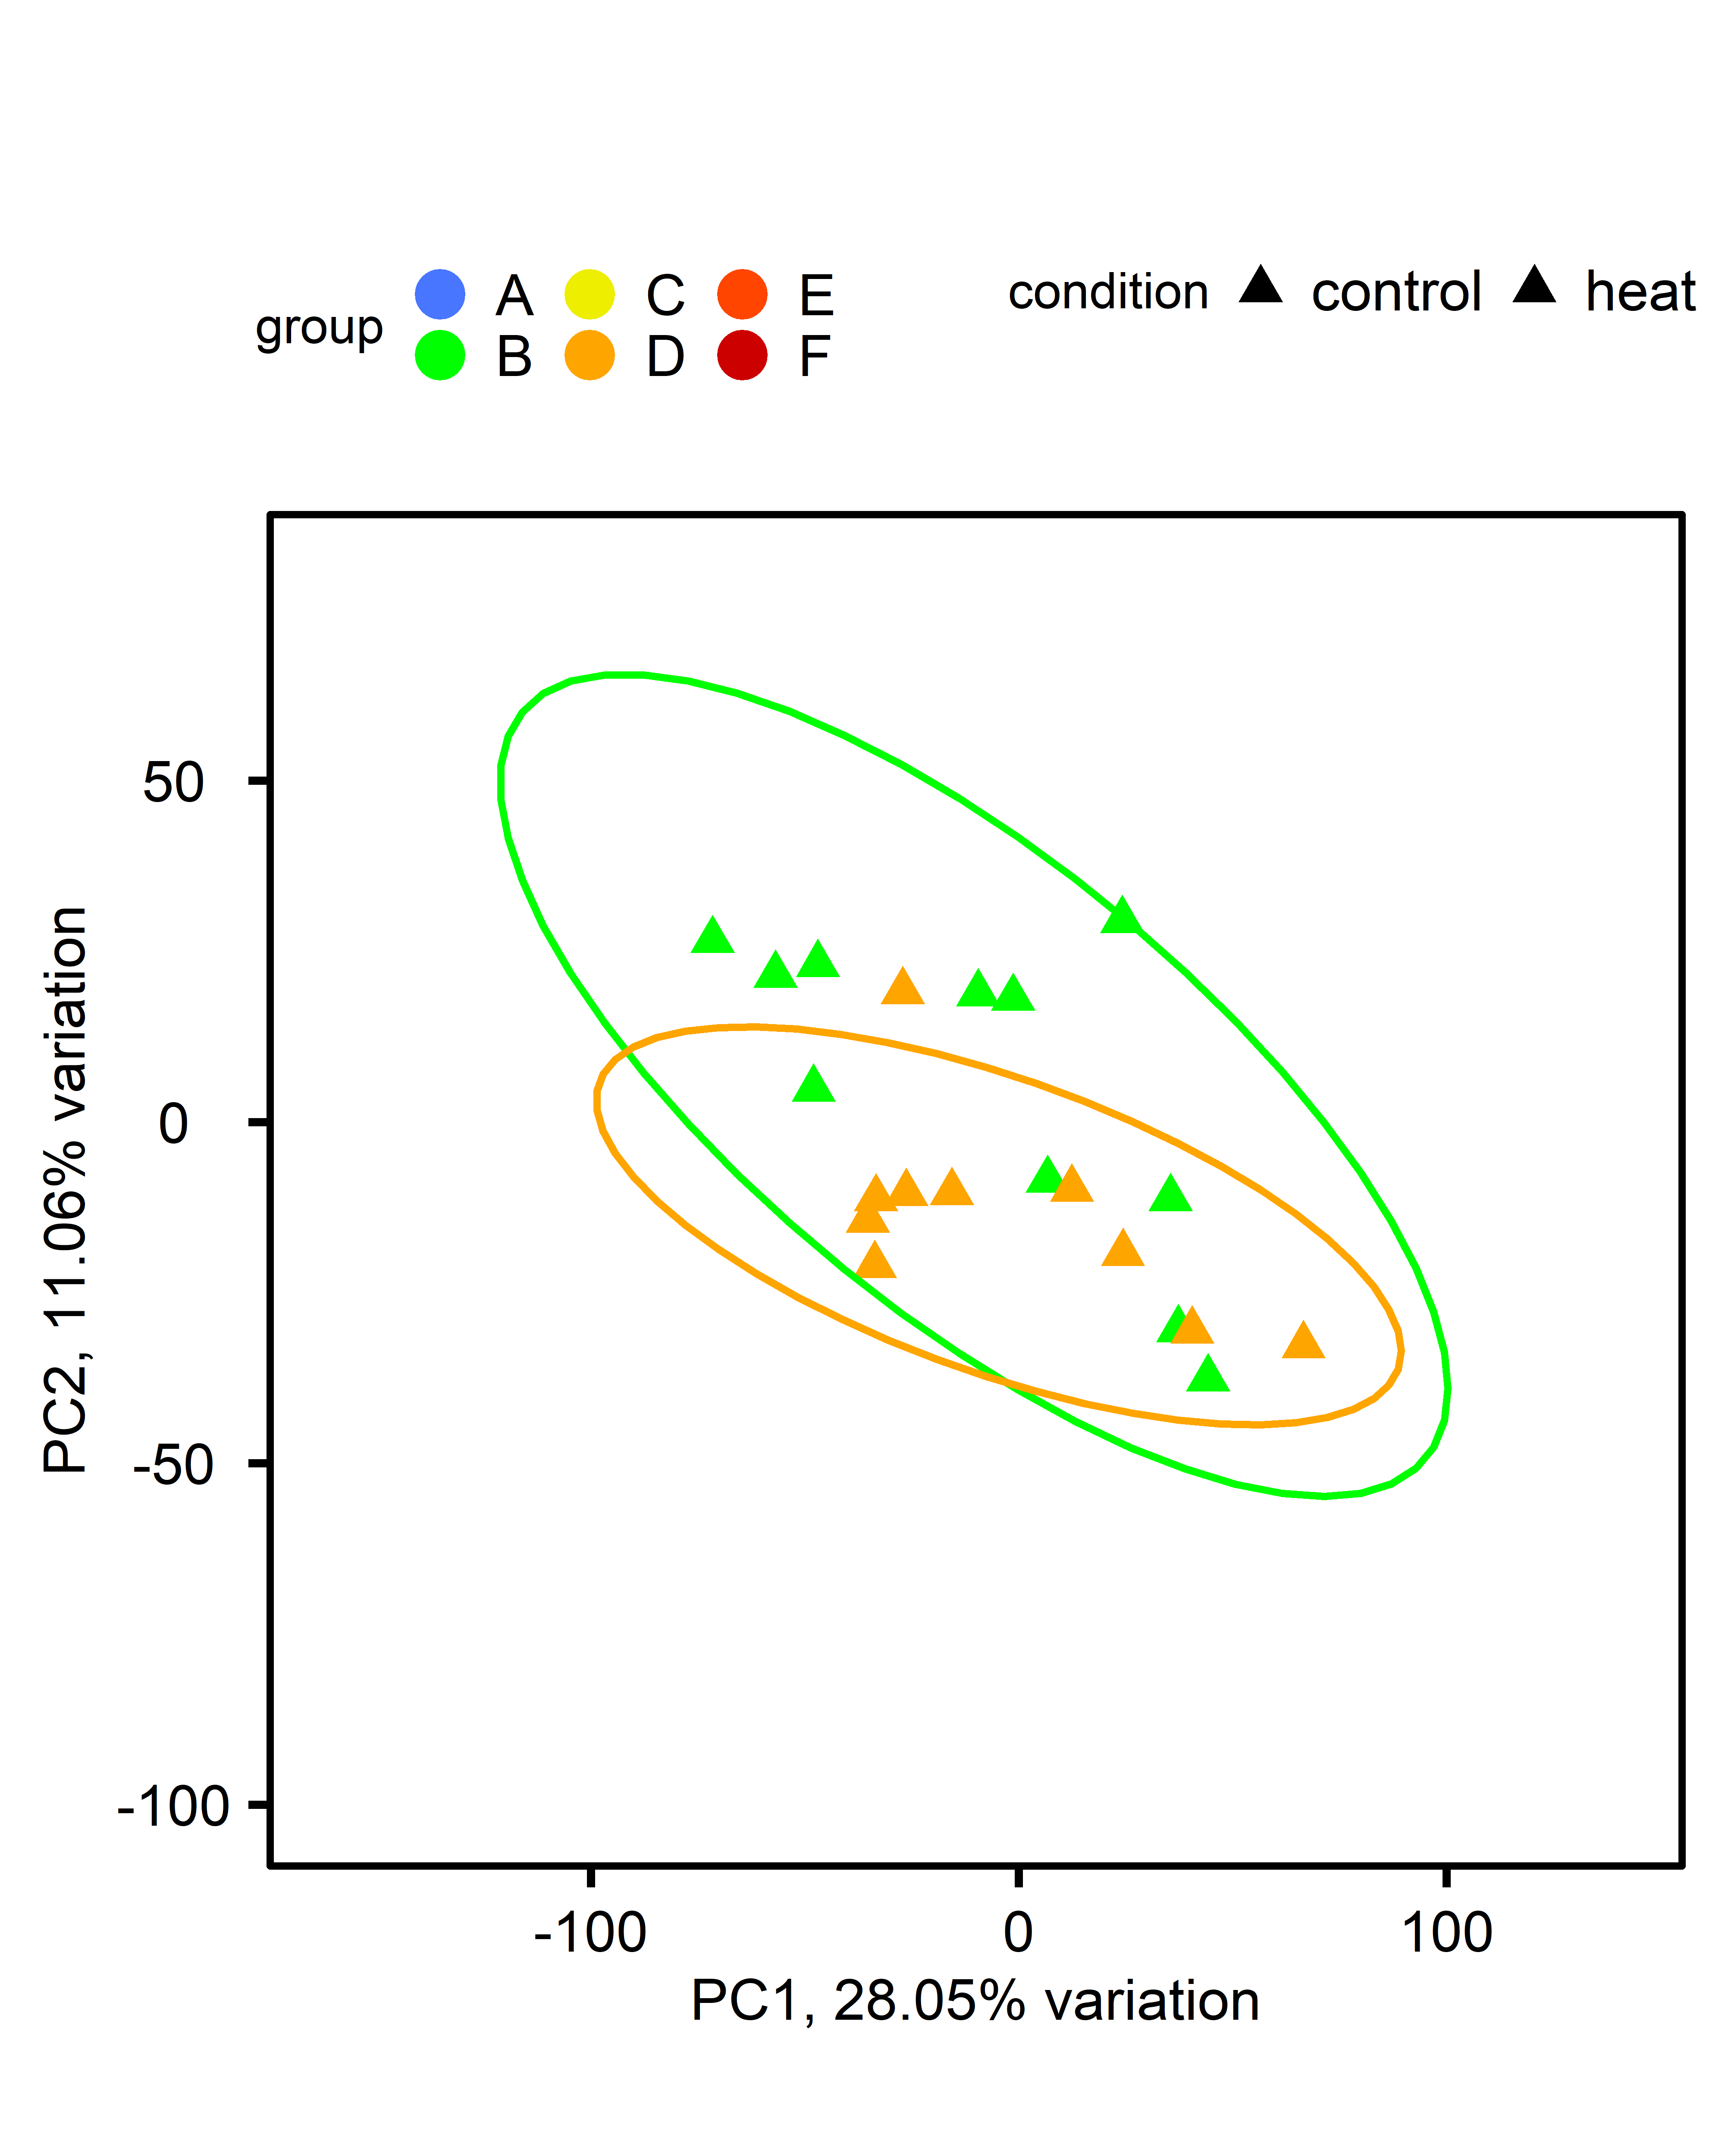 group
A C E
B D F
condition control heat
50
0
-50
-100
PC2, 11.06% variation
-100 0 100
PC1, 28.05% variation